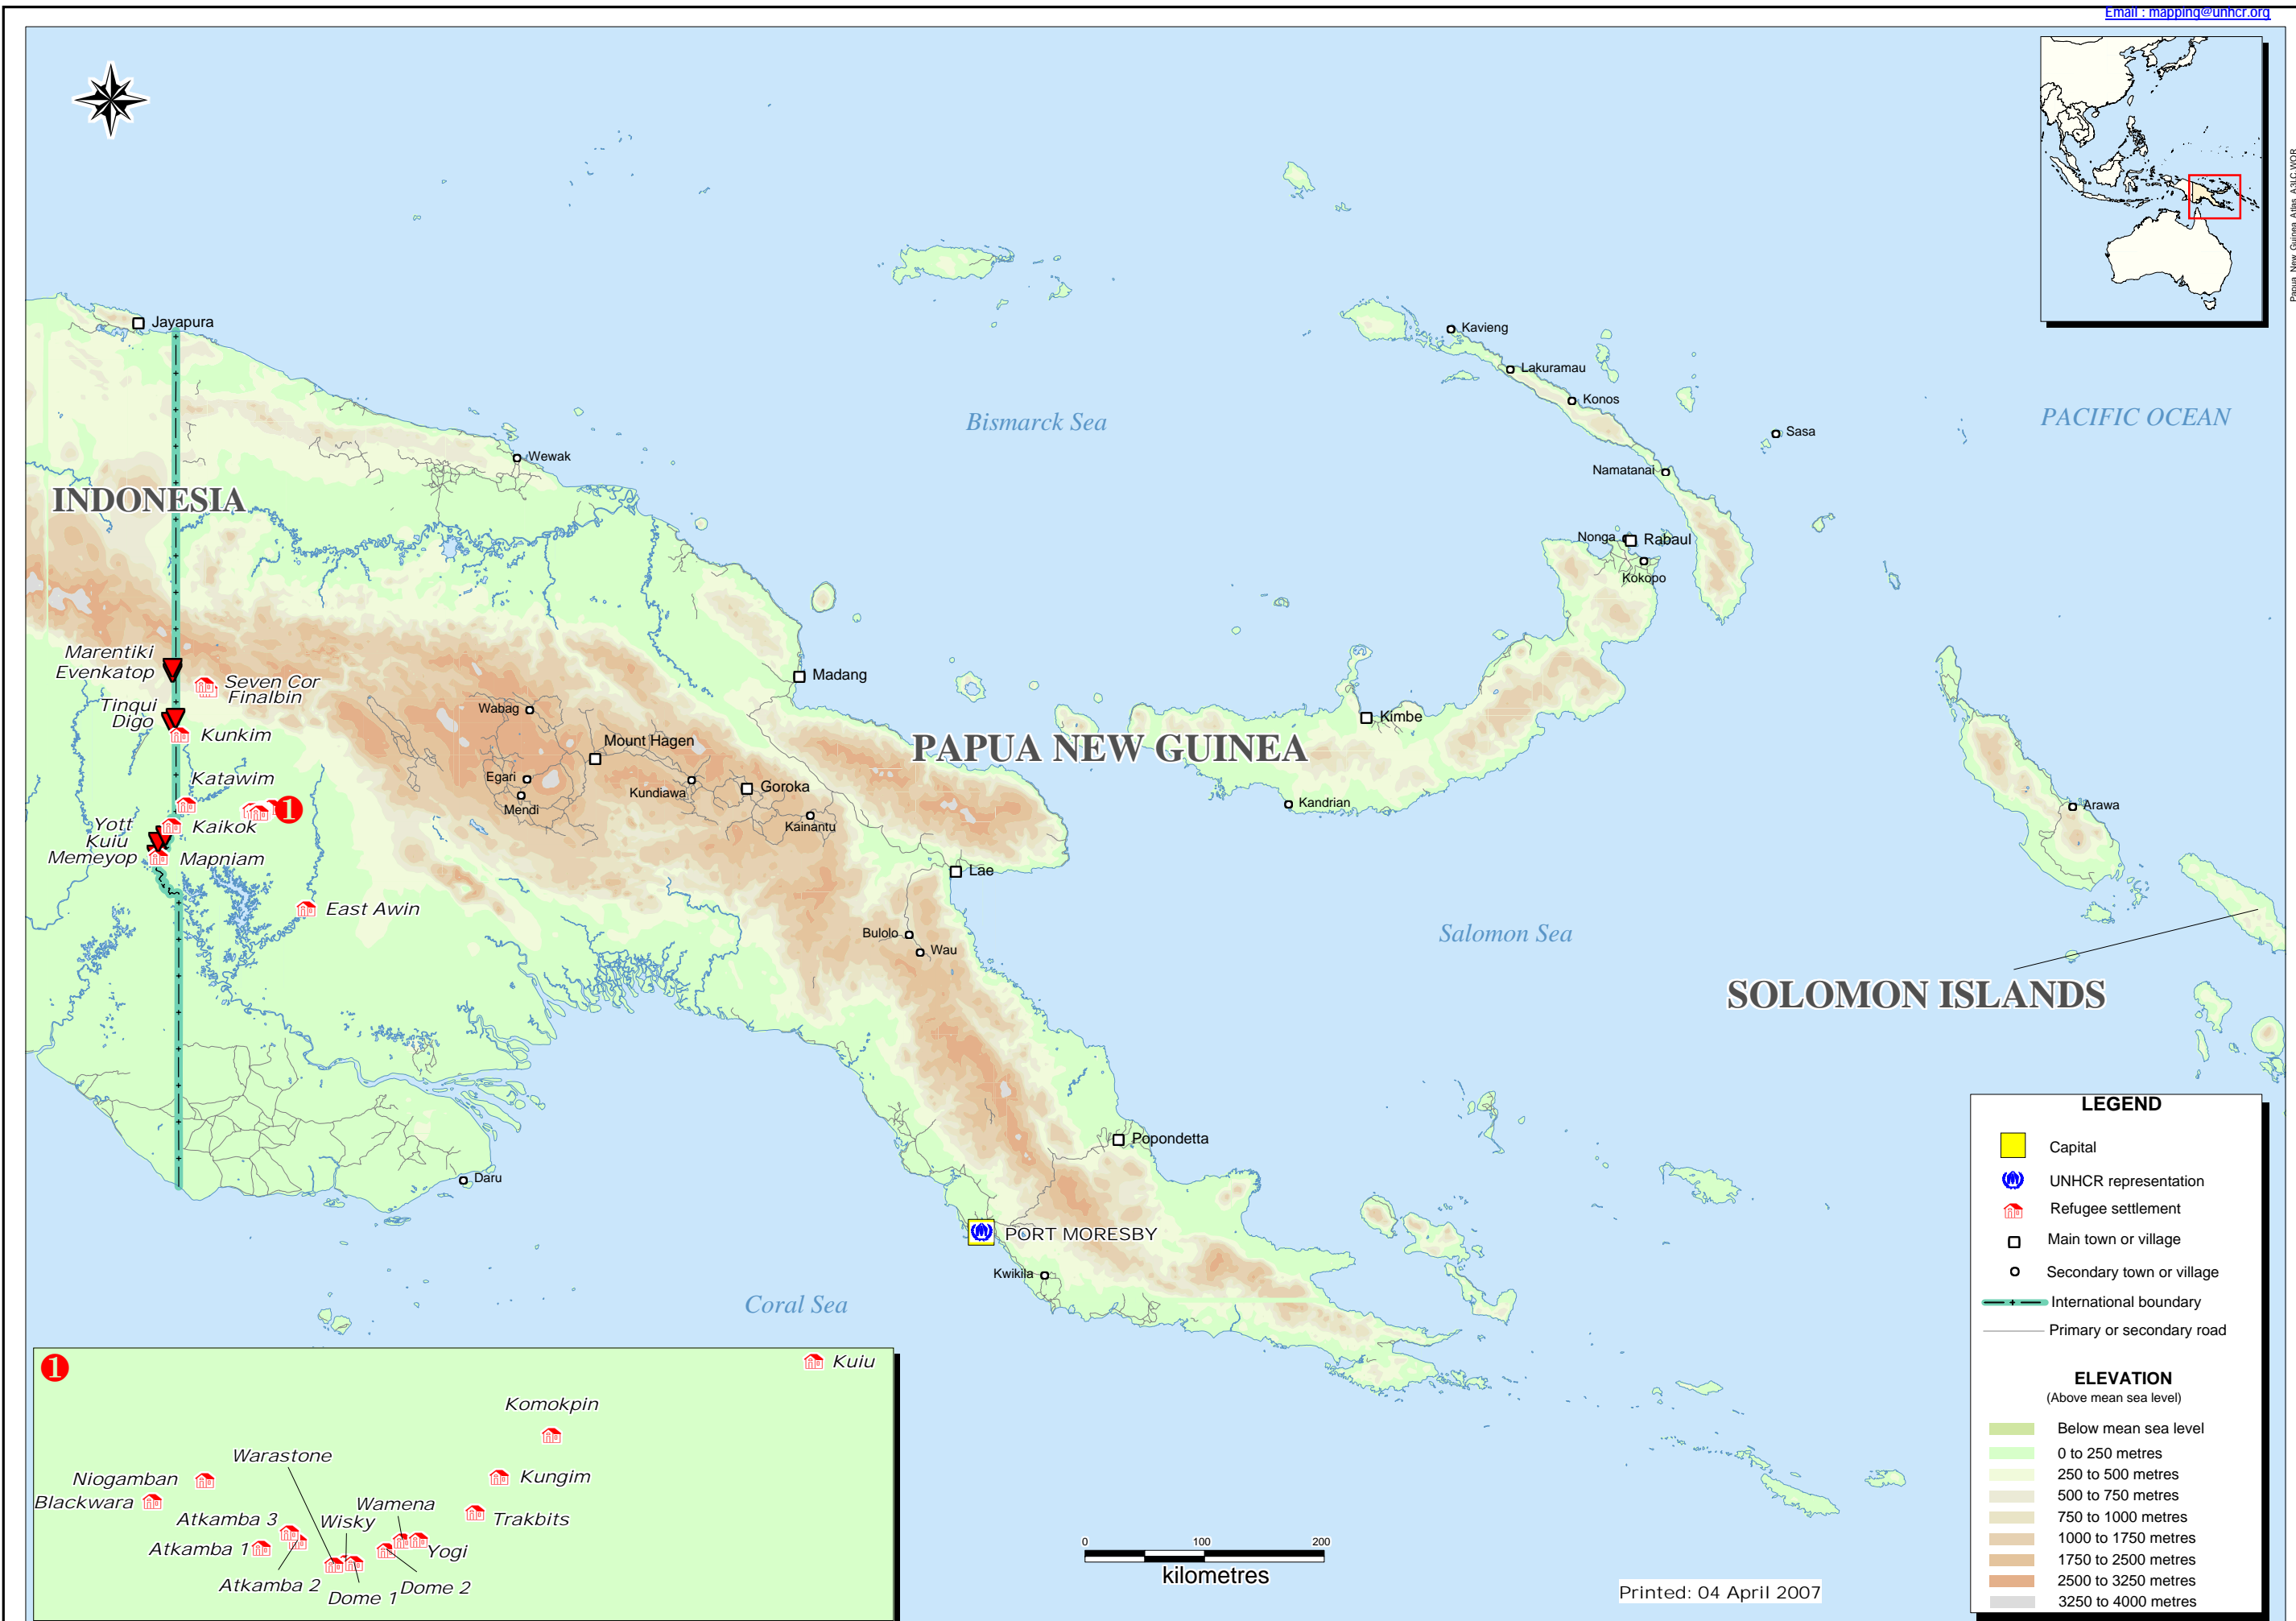 Email : mapping@unhcr.org
Papua_New_Guinea_Atlas_A3LC.WOR
Jayapura
Kavieng
Lakuramau
Konos
Bismarck Sea
PACIFIC OCEAN
Sasa
Wewak
Namatanai
INDONESIA
Nonga
Rabaul
Kokopo
Marentiki
Evenkatop
Seven Cor
Finalbin
Madang
Tinqui
Digo
Kunkim
Wabag
Kimbe
Mount Hagen
PAPUA NEW GUINEA
Katawim
Egari
Mendi
Kundiawa
Goroka
Kandrian
Arawa
1
Yott
Kaikok
Kainantu
Kuiu
Memeyop
Mapniam
Lae
East Awin
Bulolo
Wau
Salomon Sea
SOLOMON ISLANDS
Popondetta
Daru
PORT MORESBY
Kwikila
Coral Sea
LEGEND
Capital
UNHCR representation
Refugee settlement
Main town or village
Secondary town or village
International boundary
Primary or secondary road
ELEVATION
(Above mean sea level)
Below mean sea level
0 to 250 metres
250 to 500 metres
500 to 750 metres
750 to 1000 metres
1000 to 1750 metres
1750 to 2500 metres
2500 to 3250 metres
3250 to 4000 metres
1
Kuiu
Komokpin
Warastone
Niogamban
Kungim
Blackwara
Wamena
Atkamba 3
Wisky
Trakbits
Atkamba 1
Yogi
Atkamba 2
Dome 2
Dome 1
0 100 200
kilometres
Printed: 04 April 2007